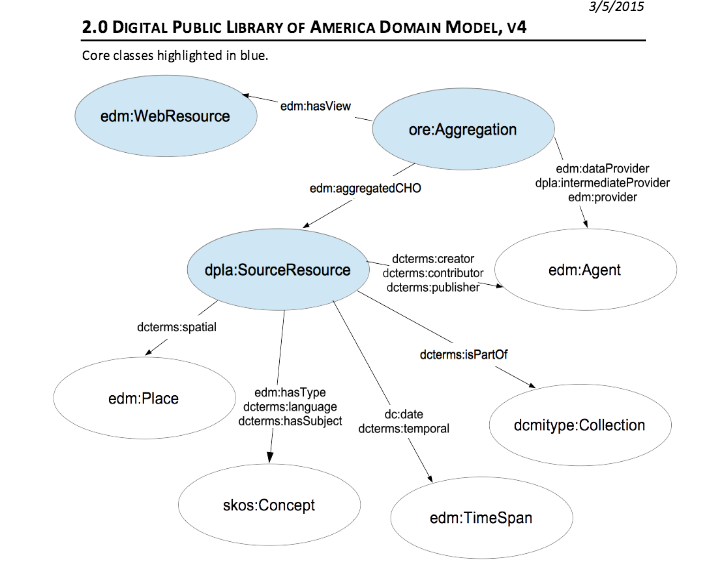 3/5/2015
2.0 DIGITAL PUBLIC LIBRARY OF AMERICA DOMAIN MODEL, V4
Core classes highlighted in blue.
edm:WebResource
edm:hasView
ore:Aggregation
edm:dataProvider
dpla:intermediateProvider
edm:provider
edm:aggregatedCHO
dpla:SourceResource
dcterms:creator
dcterms:contributor
dcterms:publisher
edm:Agent
dcterms:spatial
dcterms:isPartOf
edm:Place
edm:hasType
dcterms:language
dcterms:hasSubject
dc:date
dcterms:temporal
dcmitype:Collection
skos:Concept
edm:TimeSpan